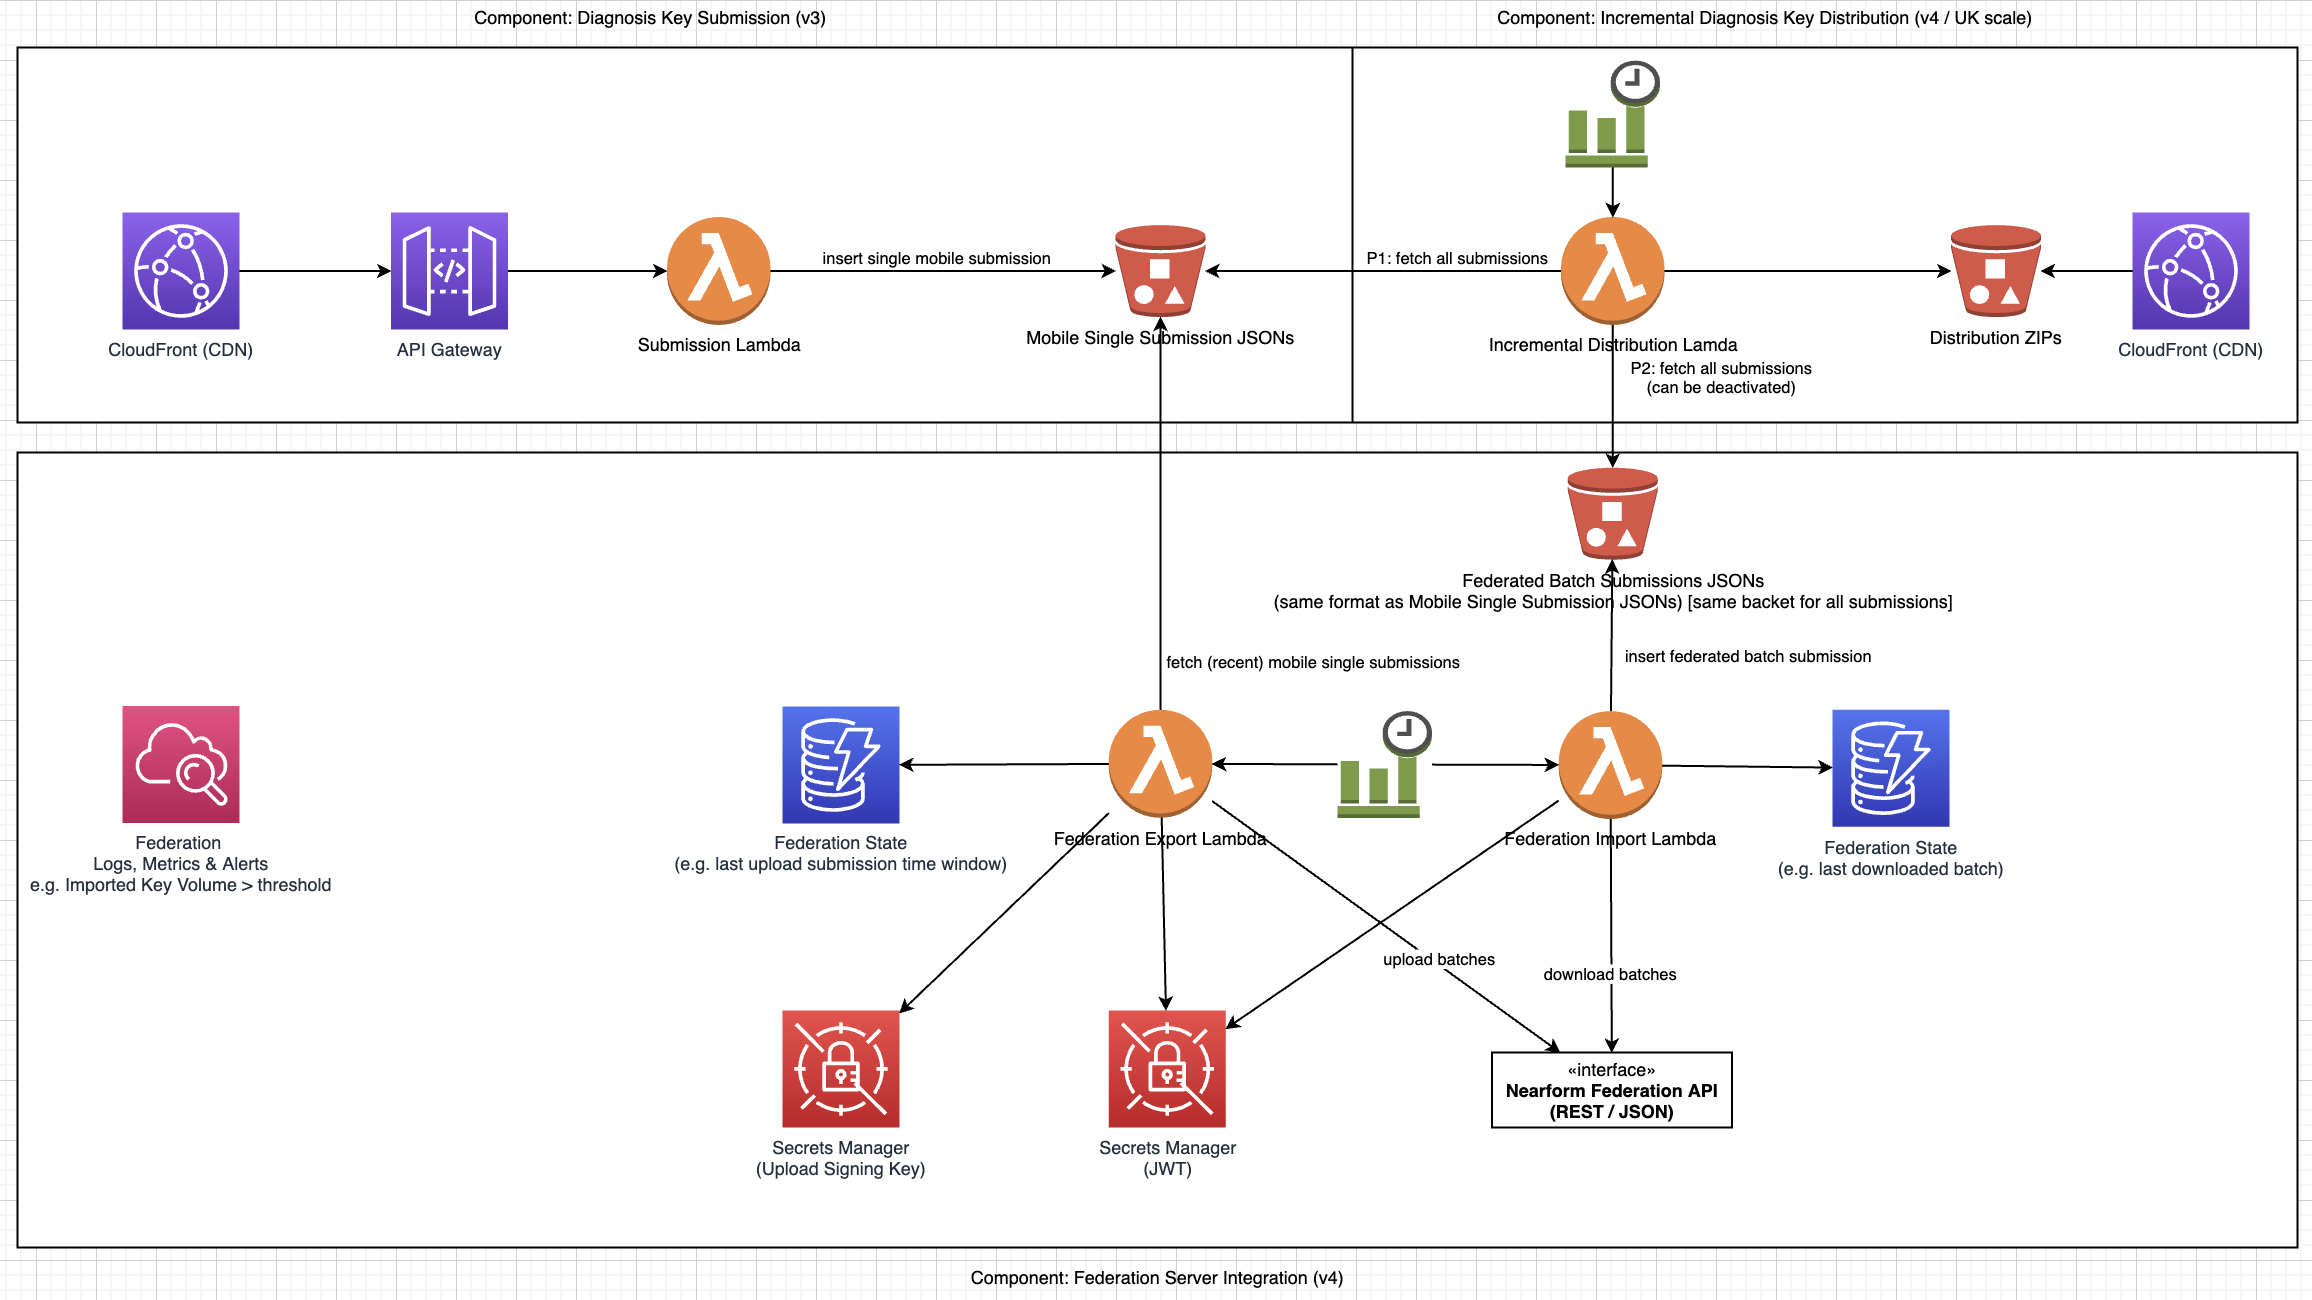 Component: Diagnosis Key Submission (v3)
Component: Incremental Diagnosis Key Distribution (v4 / UK scale)
CloudFront (CDN)
API Gateway
Submission Lambda
insert single mobile submission
Mobile Single Submission JSONs
P1: fetch all submissions
Incremental Distribution Lamda
P2: fetch all submissions
(can be deactivated)
Distribution ZIPs
CloudFront (CDN)
Federated Batch Submissions JSONs
(same format as Mobile Single Submission JSONs) [same backet for all submissions]
fetch (recent) mobile single submissions
insert federated batch submission
Federation
Logs, Metrics & Alerts
e.g. Imported Key Volume > threshold
Federation State
(e.g. last upload submission time window)
Federation Export Lambda
Federation Import Lambda
Federation State
(e.g. last downloaded batch)
upload batches
download batches
Secrets Manager
(Upload Signing Key)
Secrets Manager
(JWT)
«interface»
Nearform Federation API
(REST / JSON)
Component: Federation Server Integration (v4)